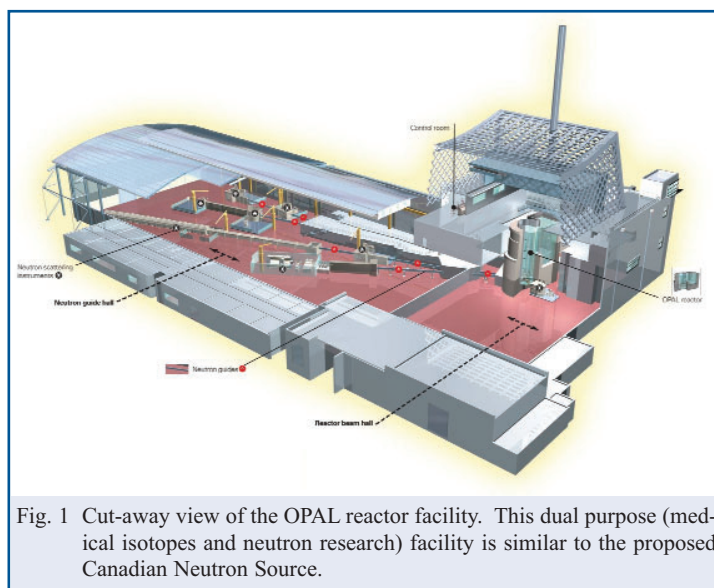 Control room
Neutron scattering
instruments
Neutron guide hall
OPAL reactor
Neutron guides
Reactor beam hall
Fig. 1 Cut-away view of the OPAL reactor facility. This dual purpose (med-
ical isotopes and neutron research) facility is similar to the proposed
Canadian Neutron Source.